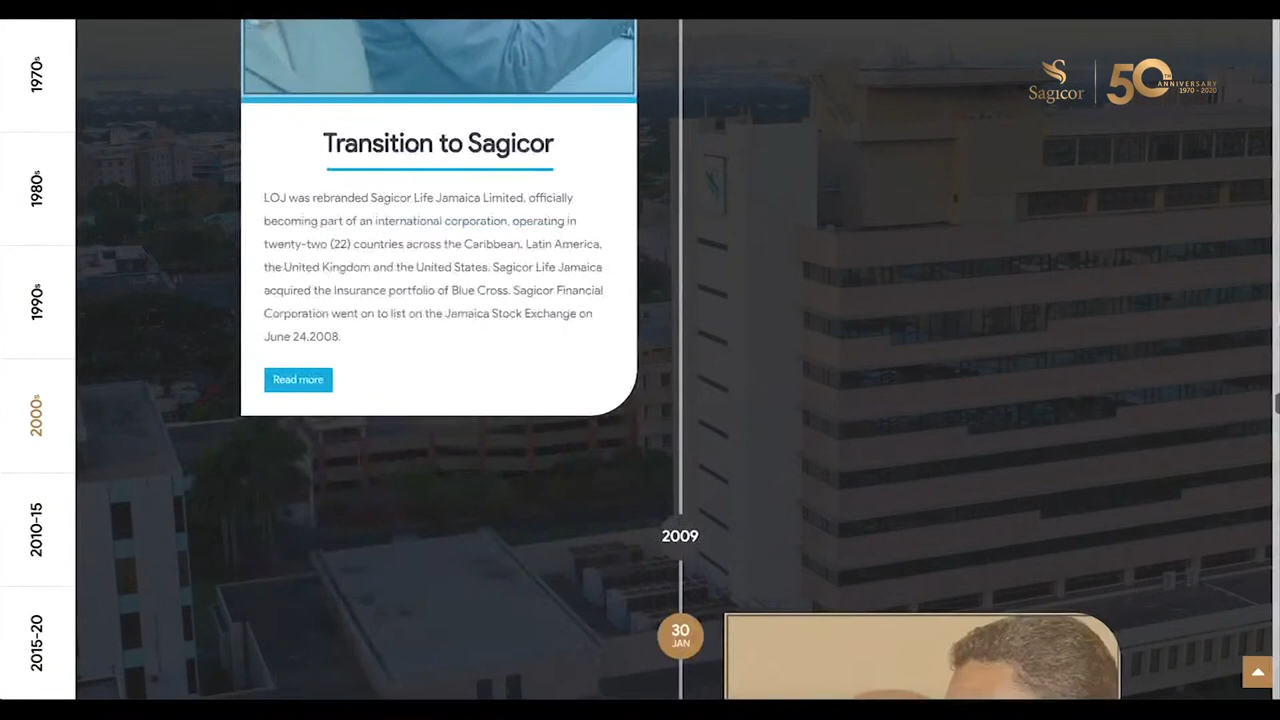 1970s
1980s
1990s
2000s
2010-15
2015-20
Sagicor
50TH
ANNIVERSARY
1970 - 2020
Transition to Sagicor
LOJ was rebranded Sagicor Life Jamaica Limited, officially
becoming part of an international corporation, operating in
twenty-two (22) countries across the Caribbean, Latin America,
the United Kingdom and the United States. Sagicor Life Jamaica
acquired the Insurance portfolio of Blue Cross. Sagicor Financial
Corporation went on to list on the Jamaica Stock Exchange on
June 24,2008.
Read more
2009
30
JAN